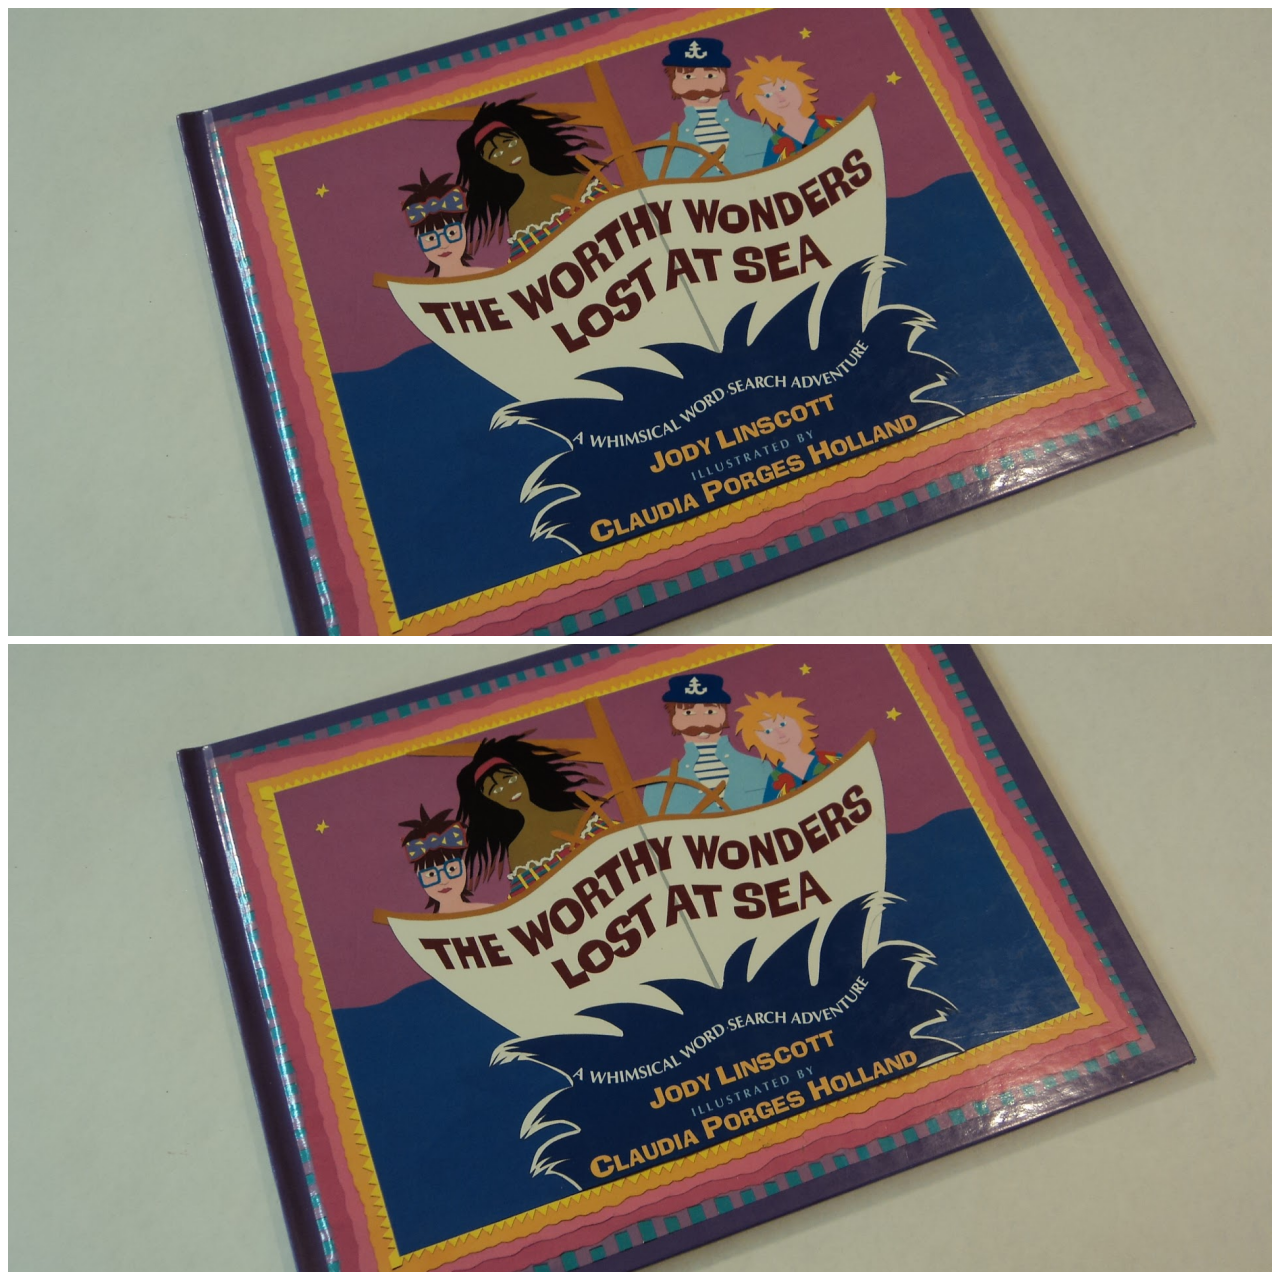 THE WORTHY WONDERS
LOST AT SEA
A WHIMSICAL WORD-SEARCH ADVENTURE
JODY LINSCOTT
ILLUSTRATED BY
CLAUDIA PORGES HOLLAND
THE WORTHY WONDERS
LOST AT SEA
A WHIMSICAL WORD-SEARCH ADVENTURE
JODY LINSCOTT
ILLUSTRATED BY
CLAUDIA PORGES HOLLAND